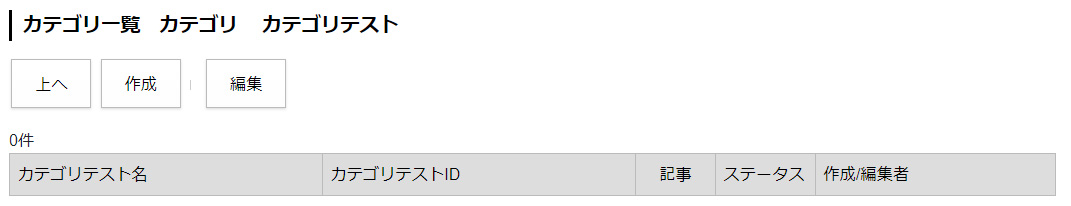 カテゴリ一覧　カテゴリ　カテゴリテスト
上へ 作成 編集
0件
カテゴリテスト名 カテゴリテストID 記事 ステータス 作成/編集者